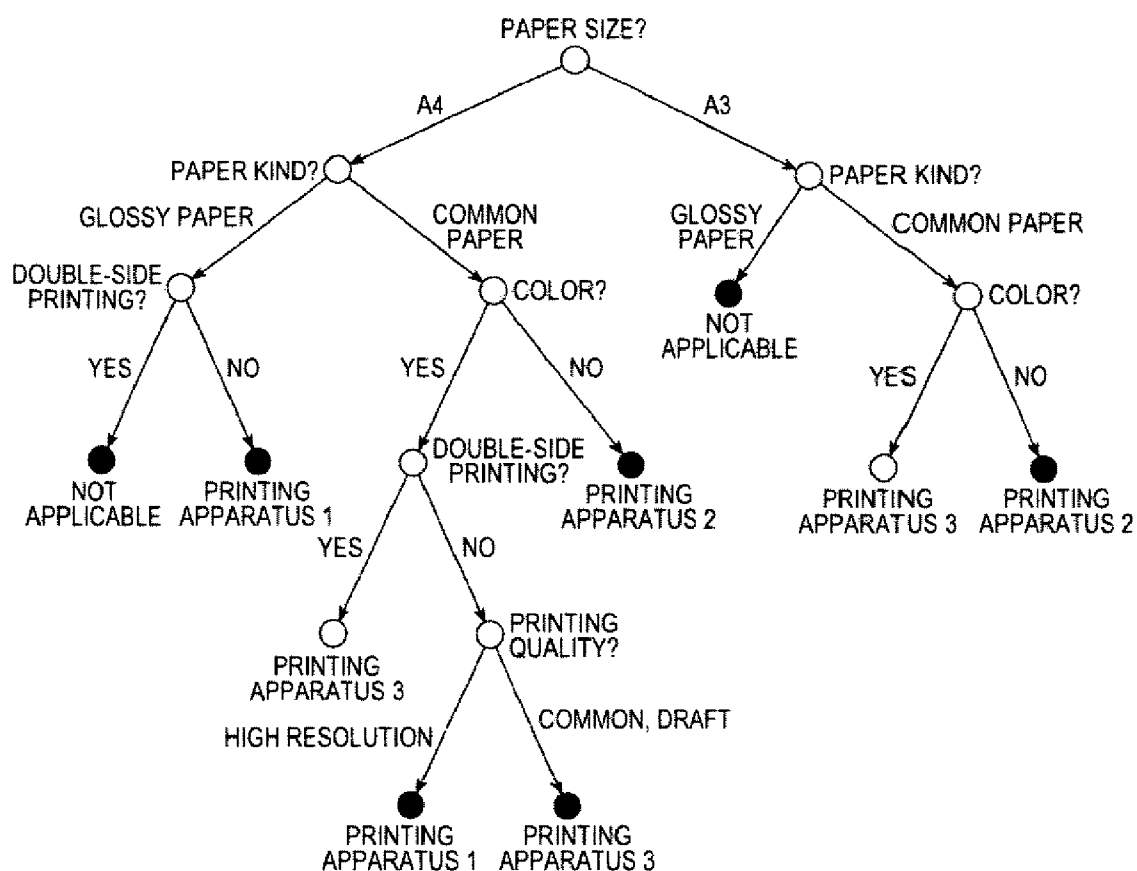 PAPER SIZE?
A4
A3
PAPER KIND?
PAPER KIND?
GLOSSY PAPER
COMMON
PAPER
GLOSSY
PAPER
COMMON PAPER
DOUBLE-SIDE
PRINTING?
COLOR?
NOT
APPLICABLE
COLOR?
YES
NO
YES
NO
YES
NO
NOT
APPLICABLE
PRINTING
APPARATUS 1
DOUBLE-SIDE
PRINTING?
PRINTING
APPARATUS 2
PRINTING
APPARATUS 3
PRINTING
APPARATUS 2
YES
NO
PRINTING
APPARATUS 3
PRINTING
QUALITY?
HIGH RESOLUTION
COMMON, DRAFT
PRINTING
APPARATUS 1
PRINTING
APPARATUS 3